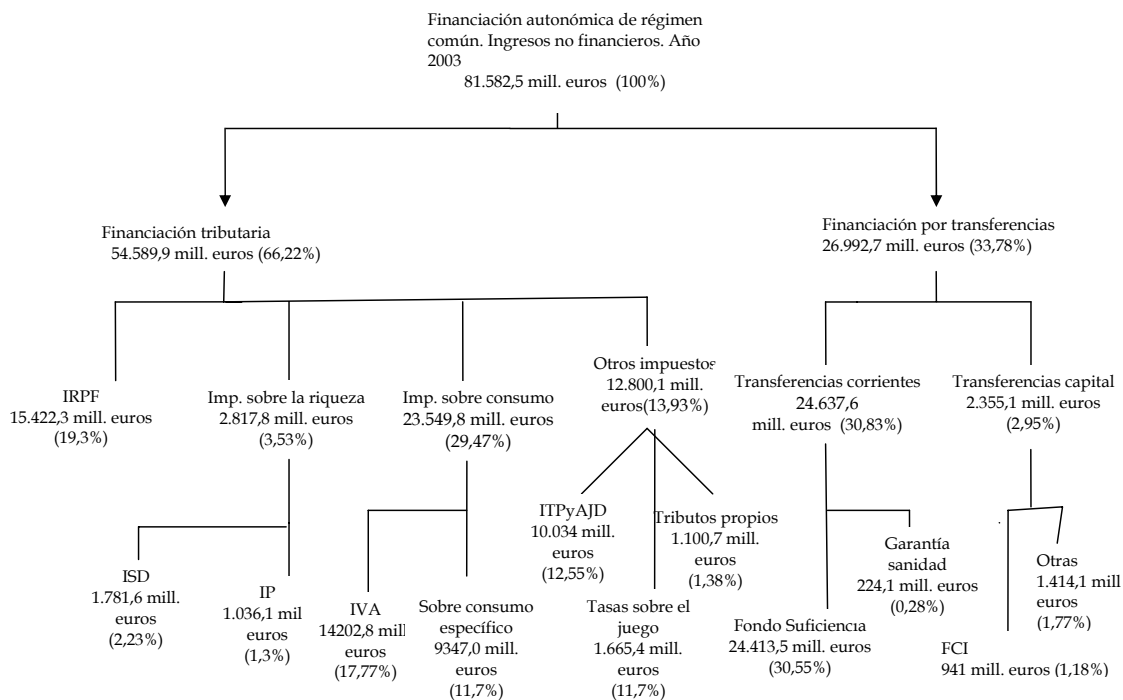 Financiación autonómica de régimen
común. Ingresos no financieros. Año
2003
81.582,5 mill. euros (100%)
Financiación tributaria
54.589,9 mill. euros (66,22%)
Financiación por transferencias
26.992,7 mill. euros (33,78%)
IRPF
15.422,3 mill. euros
(19,3%)
Imp. sobre la riqueza
2.817,8 mill. euros
(3,53%)
Imp. sobre consumo
23.549,8 mill. euros
(29,47%)
Otros impuestos
12.800,1 mill.
euros(13,93%)
Transferencias corrientes
24.637,6
mill. euros (30,83%)
Transferencias capital
2.355,1 mill. euros
(2,95%)
ISD
1.781,6 mill.
euros
(2,23%)
IP
1.036,1 mil
euros
(1,3%)
IVA
14202,8 mill
euros
(17,77%)
Sobre consumo
específico
9347,0 mill.
euros
(11,7%)
ITPyAJD
10.034 mill.
euros
(12,55%)
Tasas sobre el
juego
1.665,4 mill.
euros
(11,7%)
Tributos propios
1.100,7 mill.
euros
(1,38%)
Fondo Suficiencia
24.413,5 mill. euros
(30,55%)
Garantía
sanidad
224,1 mill. euros
(0,28%)
FCI
941 mill. euros (1,18%)
Otras
1.414,1 mill
euros
(1,77%)